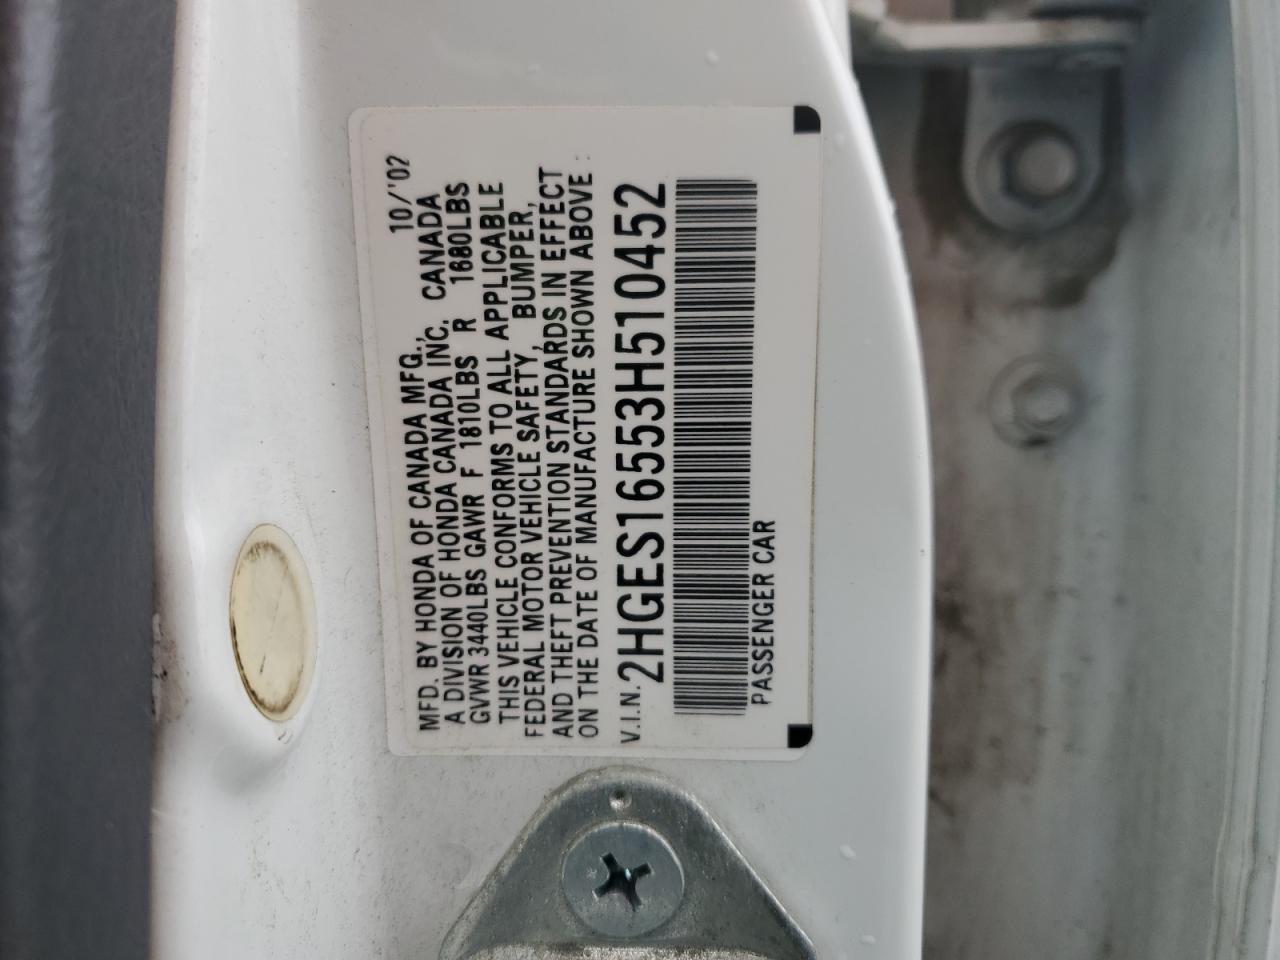 MFD. BY HONDA OF CANADA MFG., 10/'02
A DIVISION OF HONDA CANADA INC. CANADA
GVWR 3440LBS GAWR F 1810LBS R 1680LBS
THIS VEHICLE CONFORMS TO ALL APPLICABLE
FEDERAL MOTOR VEHICLE SAFETY, BUMPER,
AND THEFT PREVENTION STANDARDS IN EFFECT
ON THE DATE OF MANUFACTURE SHOWN ABOVE :
V.I.N. 2HGES16553H510452
PASSENGER CAR